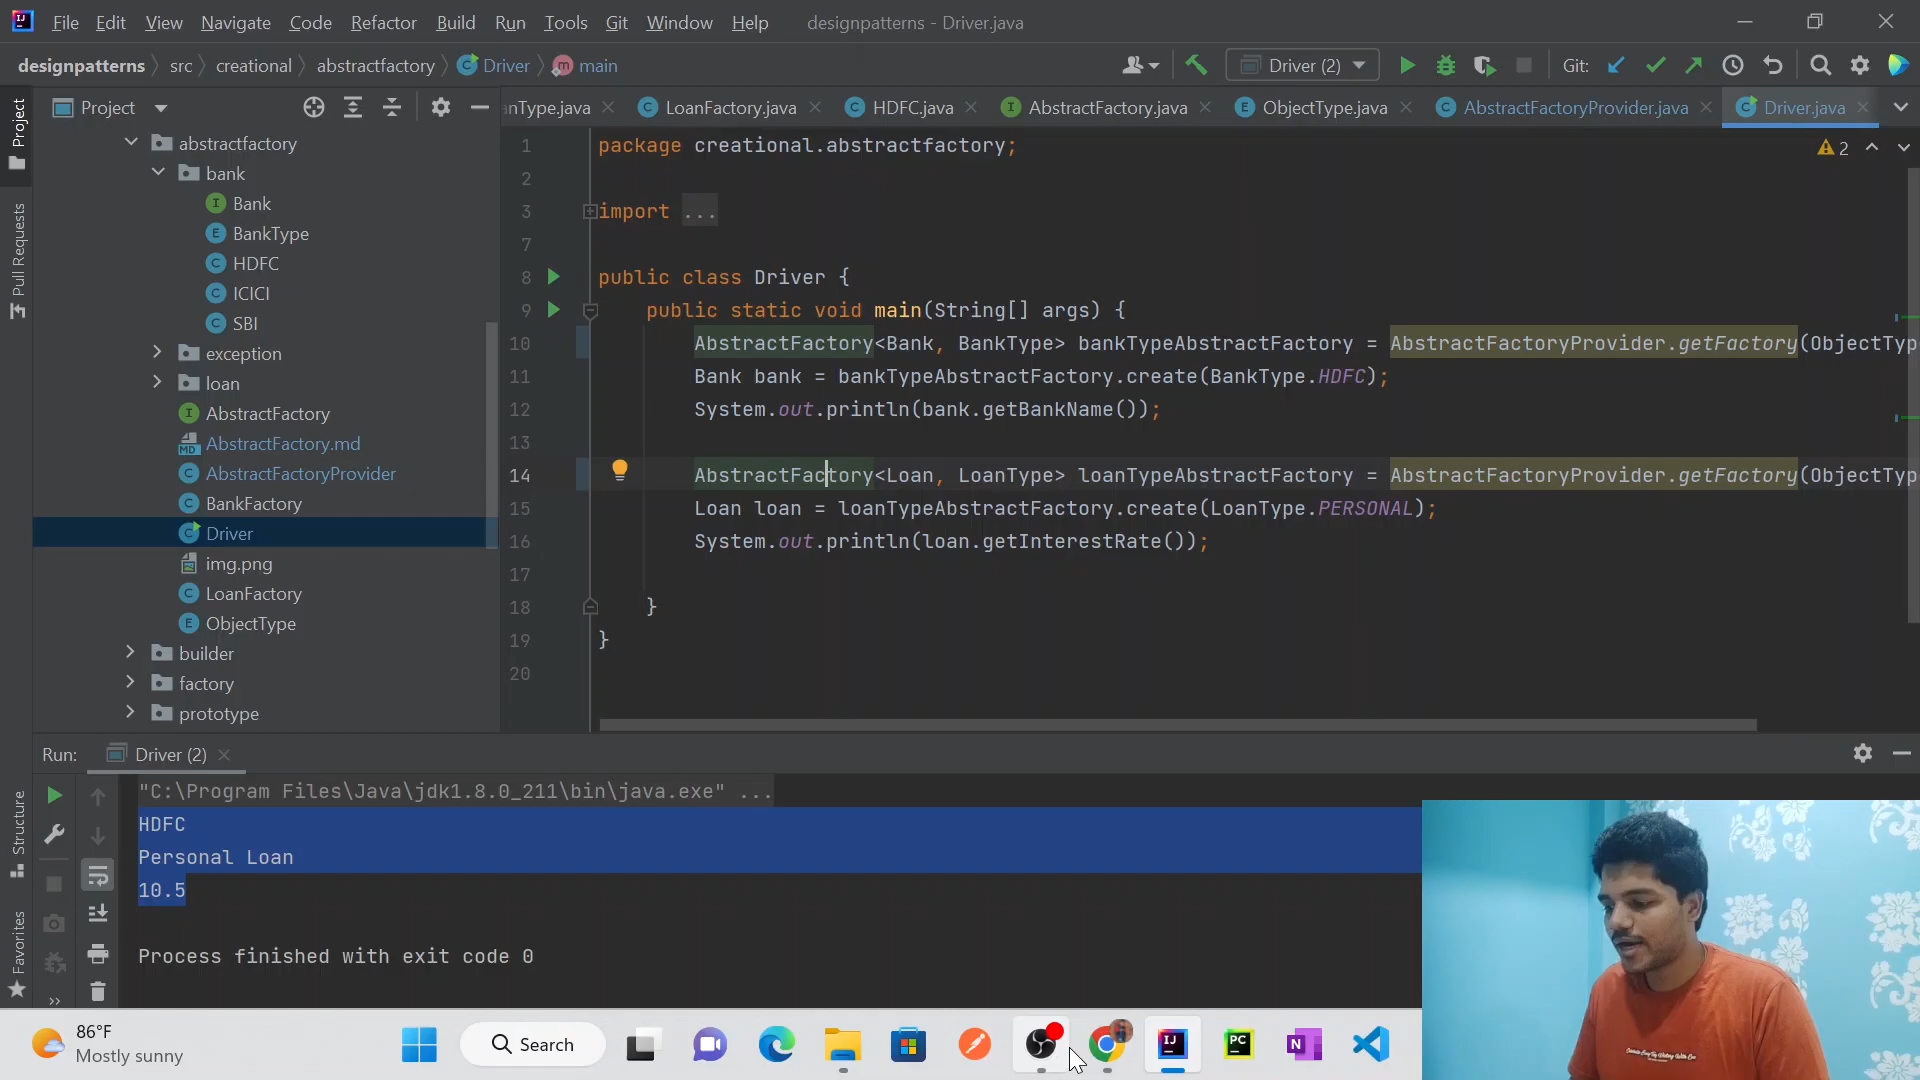 File Edit View Navigate Code Refactor Build Run Tools Git Window Help designpatterns - Driver.java
designpatterns src creational abstractfactory Driver main Driver (2) Git:
Project nType.java LoanFactory.java HDFC.java AbstractFactory.java ObjectType.java AbstractFactoryProvider.java Driver.java
Project
Pull Requests
Structure
Favorites
abstractfactory
bank
Bank
BankType
HDFC
ICICI
SBI
exception
loan
AbstractFactory
AbstractFactory.md
AbstractFactoryProvider
BankFactory
Driver
img.png
LoanFactory
ObjectType
builder
factory
prototype
1 package creational.abstractfactory; 2
2
3 import ...
7
8 public class Driver {
9 public static void main(String[] args) {
10 AbstractFactory<Bank, BankType> bankTypeAbstractFactory = AbstractFactoryProvider.getFactory(ObjectTyp
11 Bank bank = bankTypeAbstractFactory.create(BankType.HDFC);
12 System.out.println(bank.getBankName());
13
14 AbstractFactory<Loan, LoanType> loanTypeAbstractFactory = AbstractFactoryProvider.getFactory(ObjectTyp
15 Loan loan = loanTypeAbstractFactory.create(LoanType.PERSONAL);
16 System.out.println(loan.getInterestRate());
17
18 }
19 }
20
Run: Driver (2)
"C:\Program Files\Java\jdk1.8.0_211\bin\java.exe" ...
HDFC
Personal Loan
10.5
Process finished with exit code 0
86°F
Mostly sunny
Search